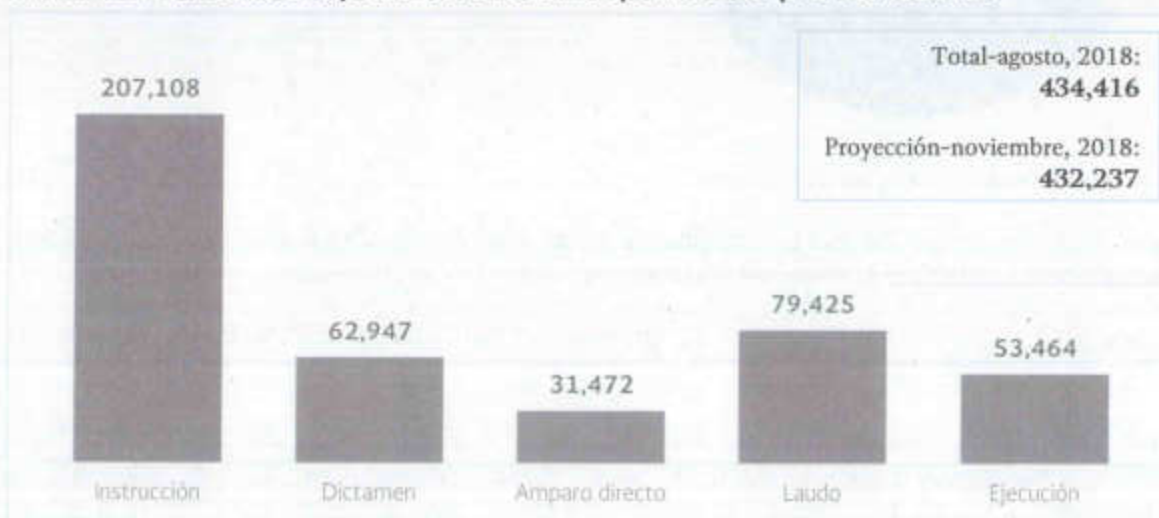 Total-agosto, 2018:
434,416
Proyección-noviembre, 2018:
432,237
207,108
62,947
31,472
79,425
53,464
Instrucción
Dictamen
Amparo directo
Laudo
Ejecución